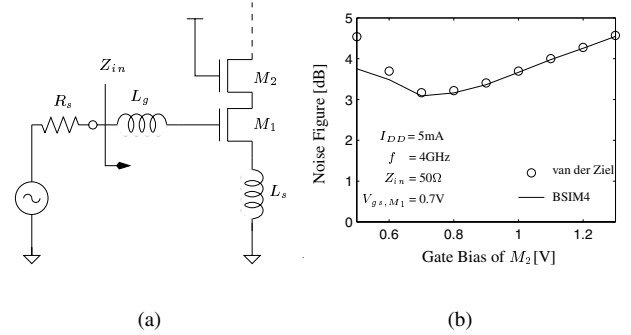 Z_in
R_s
L_g
M_2
M_1
L_s
(a)
Noise Figure [dB]
5
4
3
2
1
0
I_DD = 5mA
f = 4GHz
Z_in = 50Ω
V_gs,M_1 = 0.7V
van der Ziel
BSIM4
0.6 0.8 1 1.2
Gate Bias of M_2 [V]
(b)